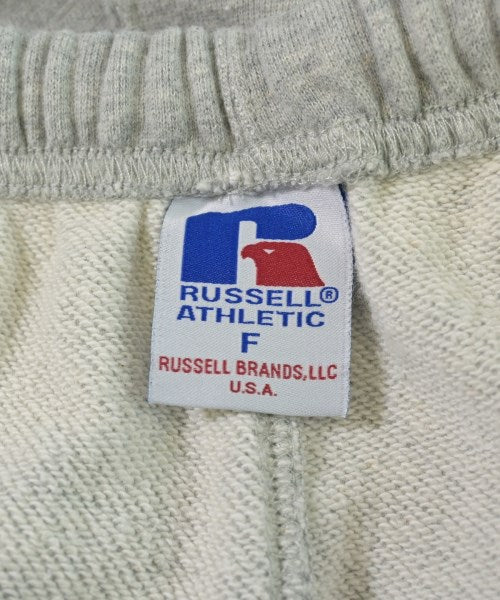 R
RUSSELL®
ATHLETIC
F
RUSSELL BRANDS,LLC
U.S.A.